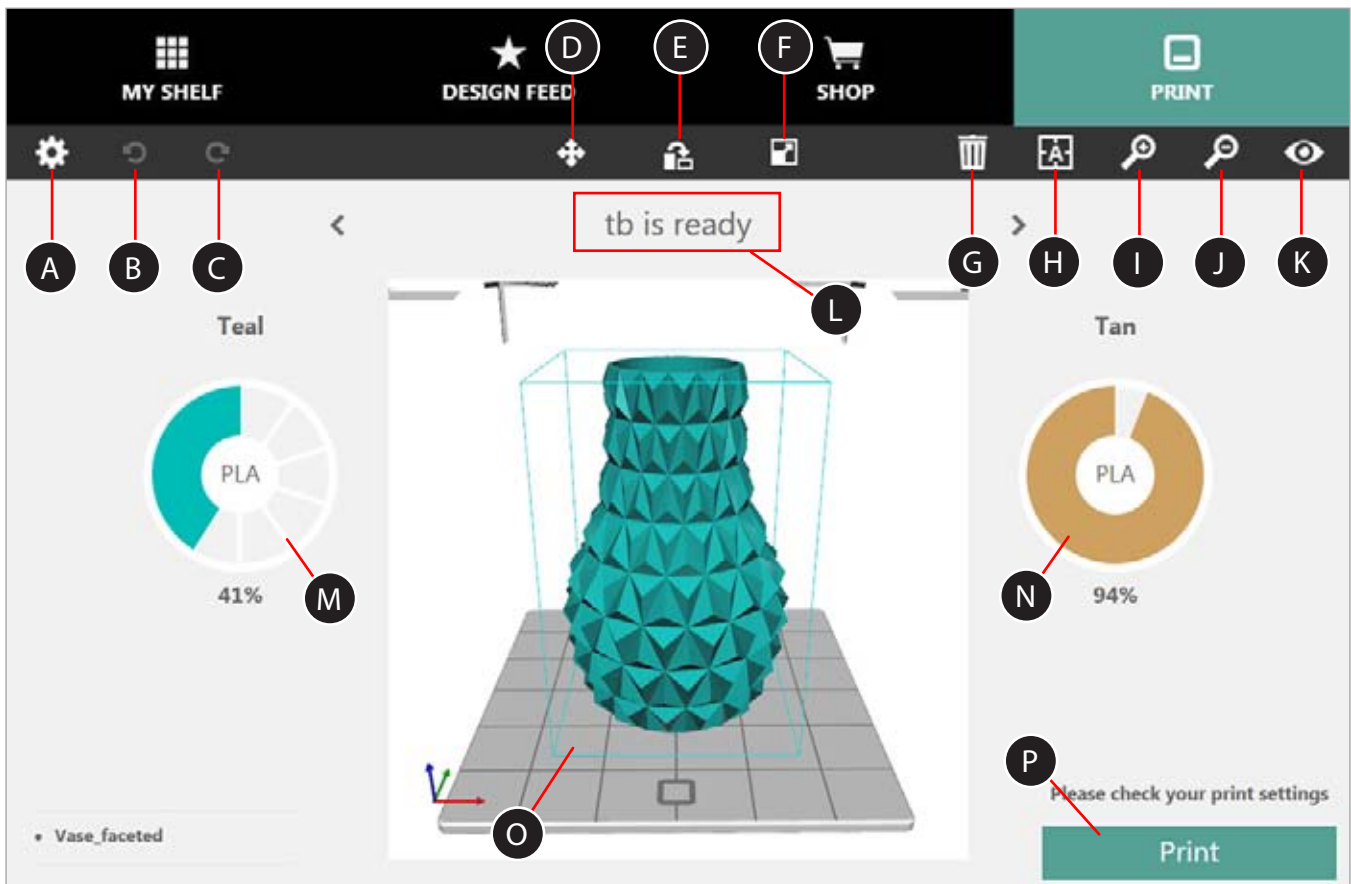 D E F
MY SHELF DESIGN FEED SHOP PRINT
A
tb is ready
A B C G H I J K
L
Teal Tan
PLA PLA
M N
41% 94%
P
Please check your print settings
O
• Vase_faceted
Print